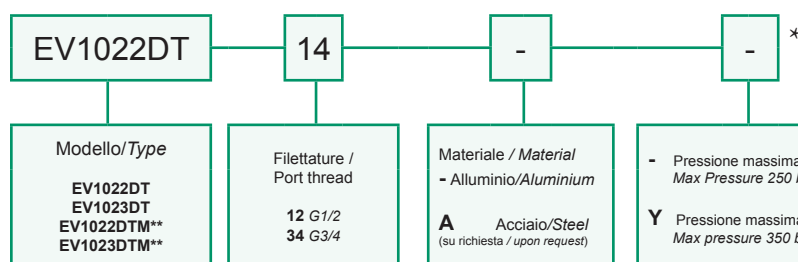 EV1022DT 14 - - *
Modello/Type
EV1022DT
EV1023DT
EV1022DTM**
EV1023DTM**
Filettature /
Port thread
12 G1/2
34 G3/4
Materiale / Material
- Alluminio/Aluminium
A Acciaio/Steel
(su richiesta / upon request)
- Pressione massima
Max Pressure 250
Y Pressione massima
Max pressure 350 b